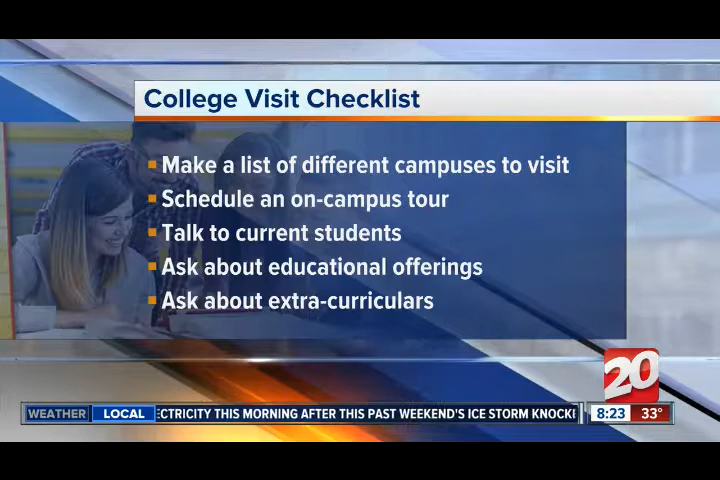 College Visit Checklist
Make a list of different campuses to visit
Schedule an on-campus tour
Talk to current students
Ask about educational offerings
Ask about extra-curriculars
20
WEATHER LOCAL ECTRICITY THIS MORNING AFTER THIS PAST WEEKEND'S ICE STORM KNOCKI 8:23 33°